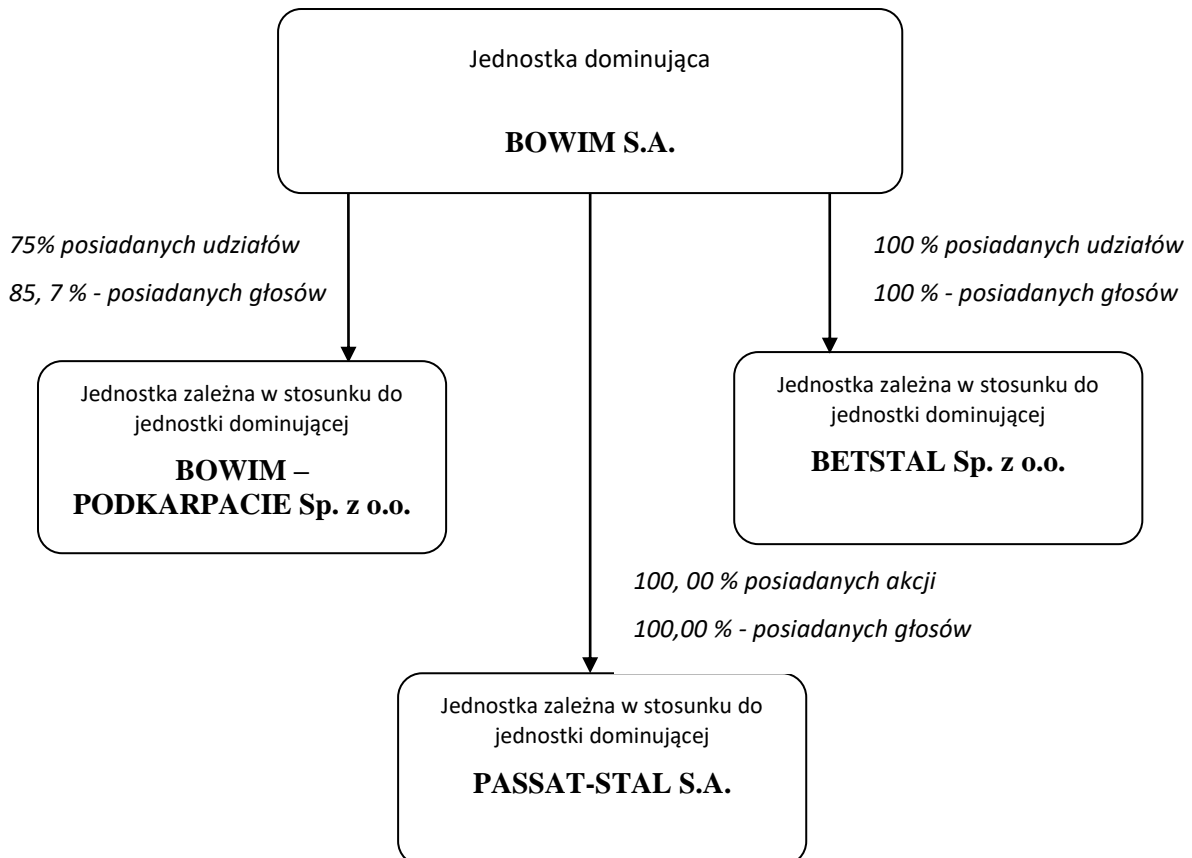 Jednostka dominująca
BOWIM S.A.
75% posiadanych udziałów
85, 7 % - posiadanych głosów
100 % posiadanych udziałów
100 % - posiadanych głosów
Jednostka zależna w stosunku do
jednostki dominującej
BOWIM –
PODKARPACIE Sp. z o.o.
Jednostka zależna w stosunku do
jednostki dominującej
BETSTAL Sp. z o.o.
100, 00 % posiadanych akcji
100,00 % - posiadanych głosów
Jednostka zależna w stosunku do
jednostki dominującej
PASSAT-STAL S.A.